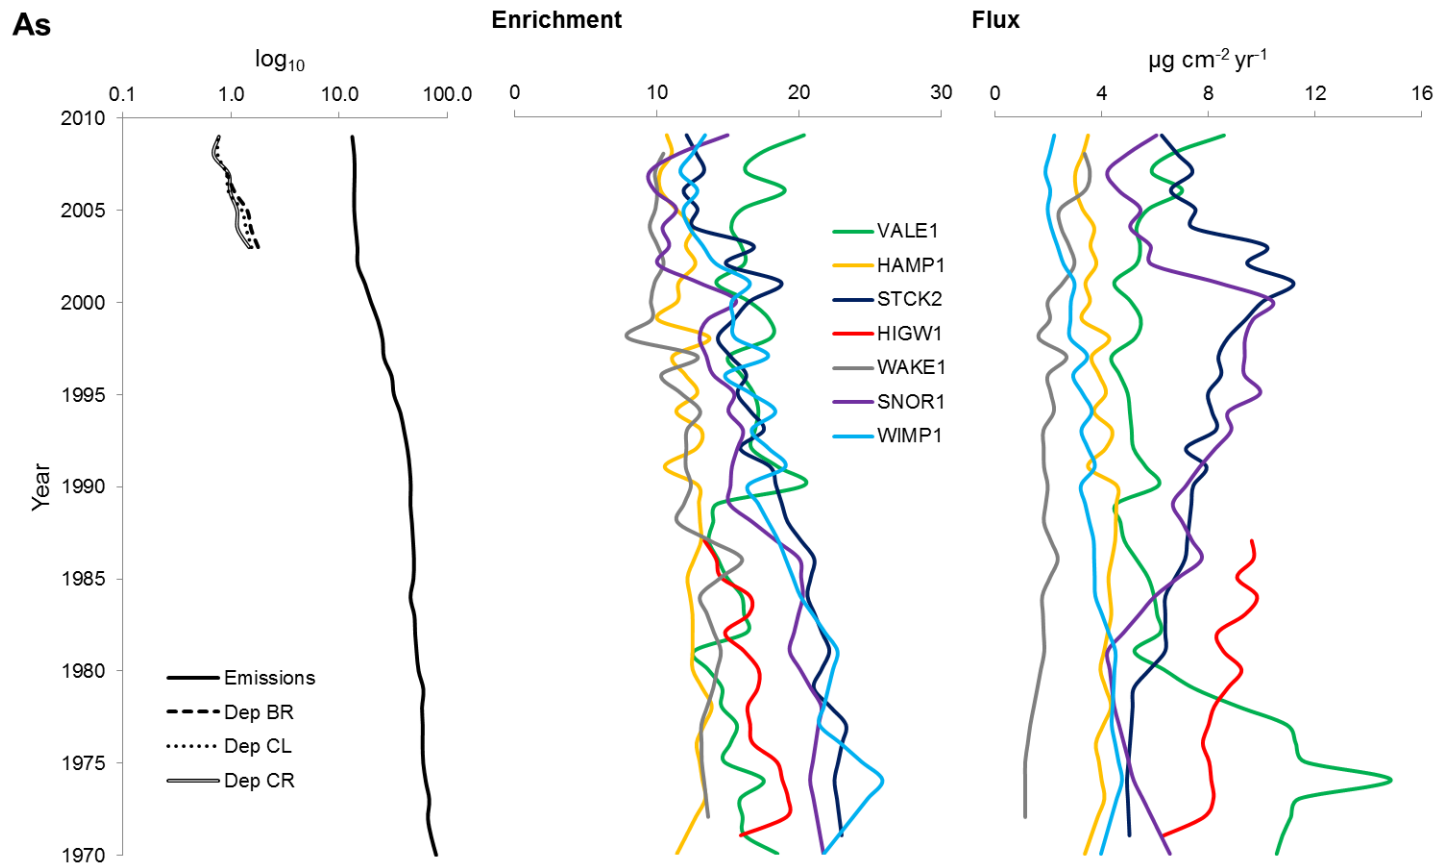 As
Enrichment
Flux
log10
µg cm-2 yr-1
0.1 1.0 10.0 100.0
0 10 20 30
0 4 8 12 16
2010
2005
2000
1995
1990
1985
1980
1975
1970
Year
VALE1
HAMP1
STCK2
HIGW1
WAKE1
SNOR1
WIMP1
Emissions
Dep BR
Dep CL
Dep CR